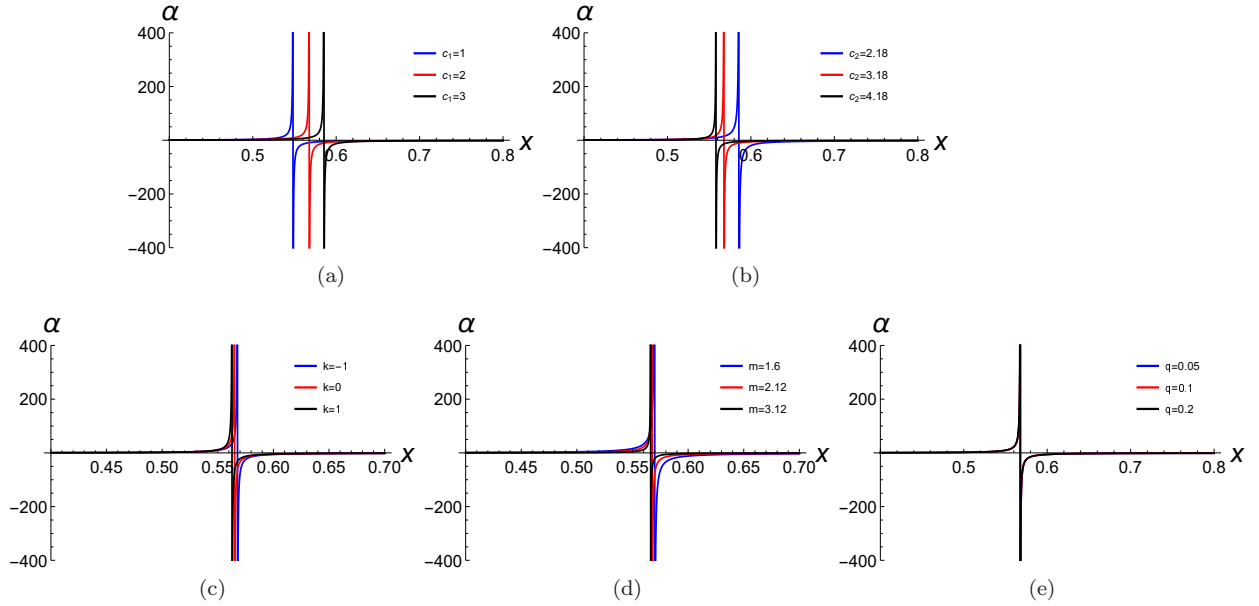 α
400
200
-200
-400
0.5
0.6
0.7
0.8
x
c₁=1
c₁=2
c₁=3
(a)
α
400
200
-200
-400
0.5
0.6
0.7
0.8
x
c₂=2.18
c₂=3.18
c₂=4.18
(b)
α
400
200
-200
-400
0.45
0.50
0.55
0.60
0.65
0.70
x
k=-1
k=0
k=1
(c)
α
400
200
-200
-400
0.45
0.50
0.55
0.60
0.65
0.70
x
m=1.6
m=2.12
m=3.12
(d)
α
400
200
-200
-400
0.5
0.6
0.7
0.8
x
q=0.05
q=0.1
q=0.2
(e)